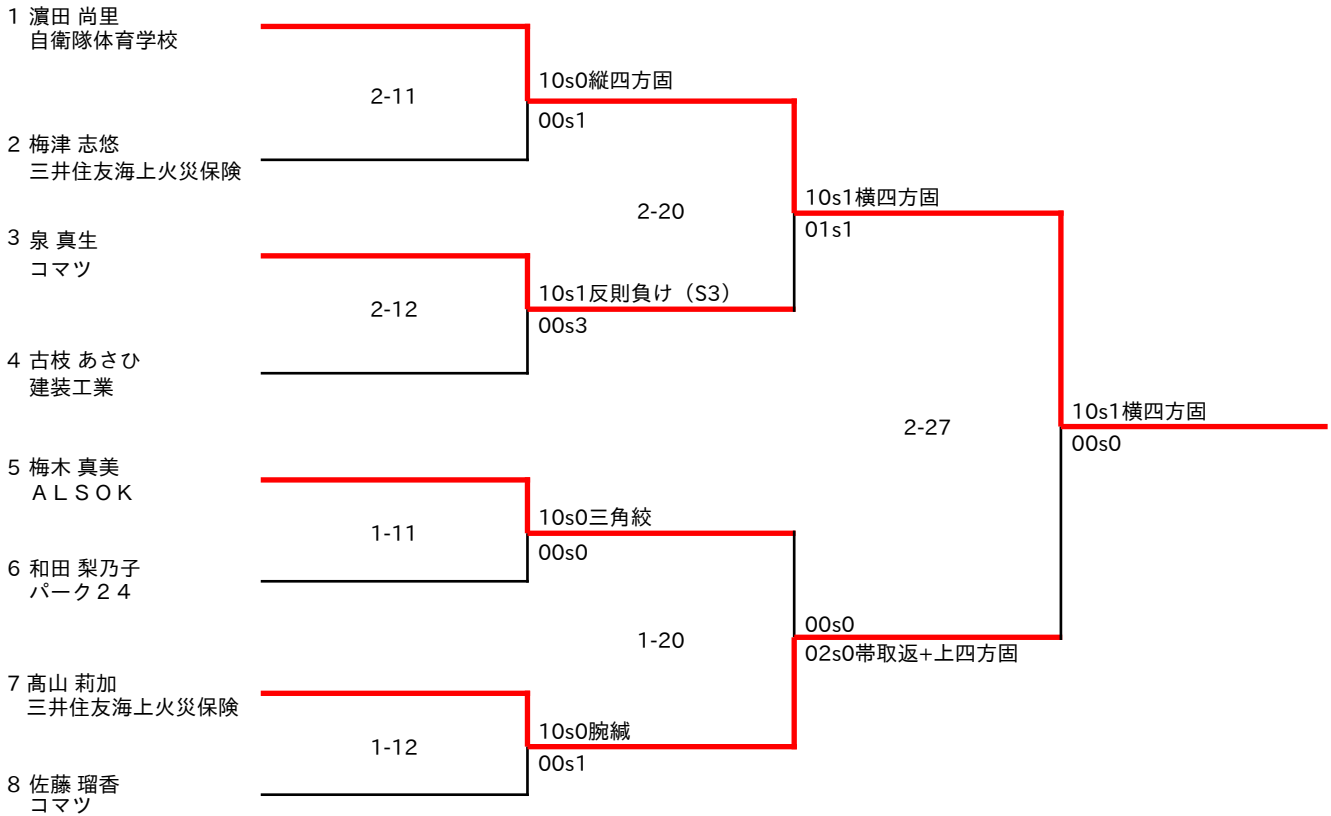 1 濵田 尚里
自衛隊体育学校
10s0縦四方固
2-11
00s1
2 梅津 志悠
三井住友海上火災保険
10s1横四方固
2-20
01s1
3 泉 真生
コマツ
10s1反則負け（S3）
2-12
00s3
4 古枝 あさひ
建装工業
10s1横四方固
2-27
00s0
5 梅木 真美
ＡＬＳＯＫ
10s0三角絞
1-11
00s0
6 和田 梨乃子
パーク２４
00s0
1-20
02s0帯取返+上四方固
7 髙山 莉加
三井住友海上火災保険
10s0腕緘
1-12
00s1
8 佐藤 瑠香
コマツ